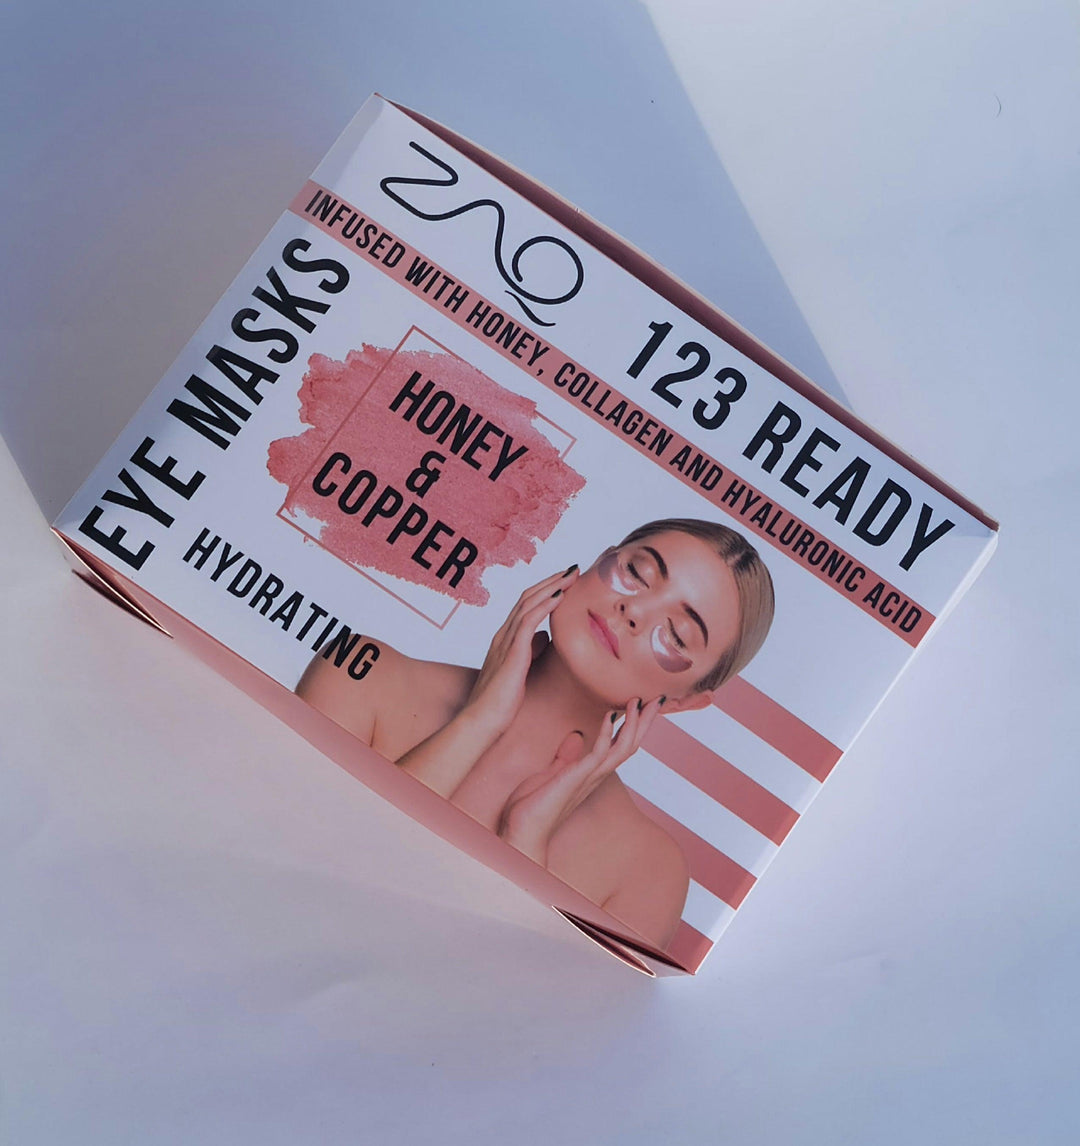 ZAQ
123 READY
INFUSED WITH HONEY, COLLAGEN AND HYALURONIC ACID
EYE MASKS
HONEY
&
COPPER
HYDRATING